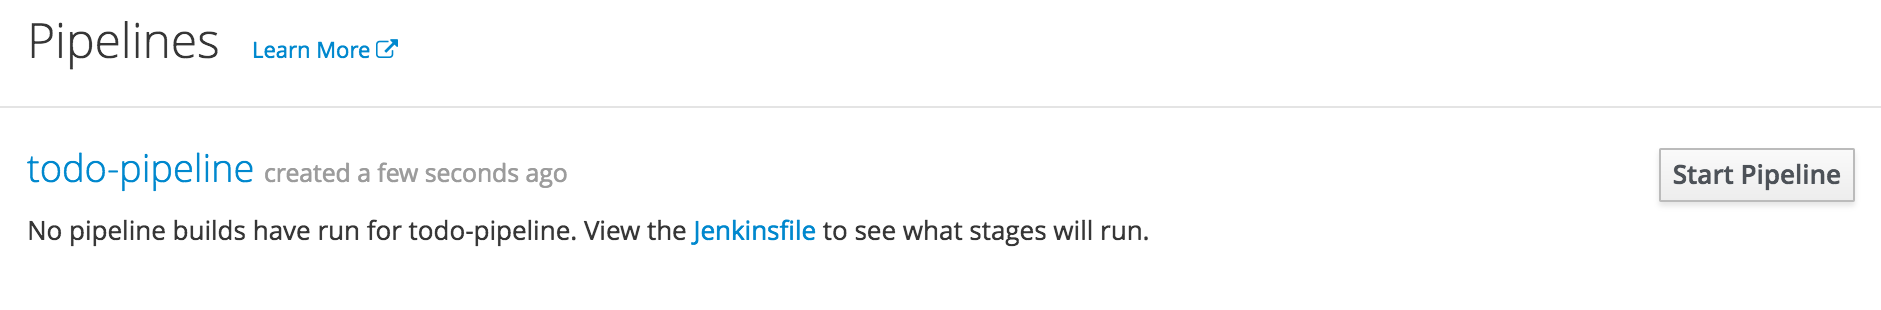 Pipelines Learn More
todo-pipeline created a few seconds ago
Start Pipeline
No pipeline builds have run for todo-pipeline. View the Jenkinsfile to see what stages will run.